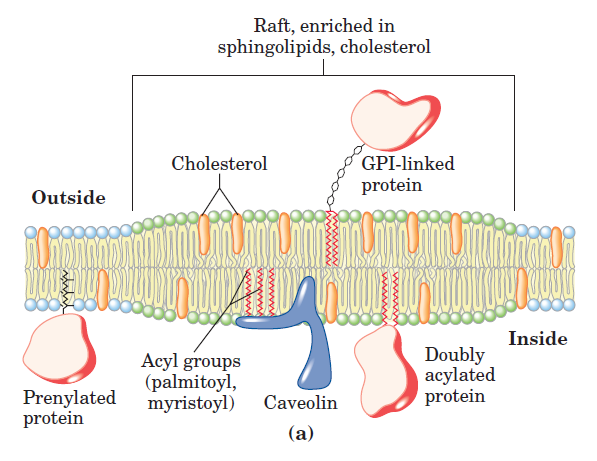 Raft, enriched in
sphingolipids, cholesterol
Cholesterol
GPI-linked
protein
Outside
Inside
Prenylated
protein
Acyl groups
(palmitoyl,
myristoyl)
Caveolin
Doubly
acylated
protein
(a)